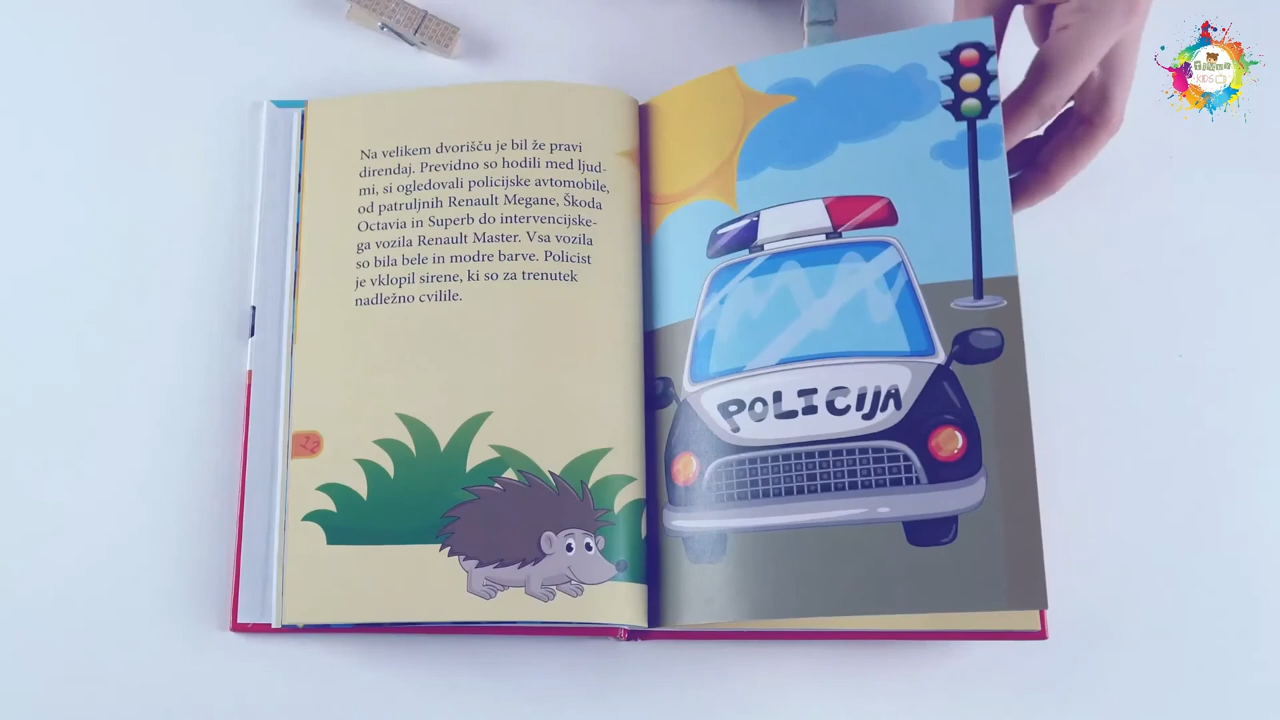 Na velikem dvorišču je bil že pravi
direndaj. Previdno so hodili med ljud-
mi, si ogledovali policijske avtomobile,
od patruljnih Renault Megane, Škoda
Octavia in Superb do intervencijske-
ga vozila Renault Master. Vsa vozila
so bila bele in modre barve. Policist
je vklopil sirene, ki so za trenutek
nadležno cvilile.
12
POLICIJA
TIMMY
KIDS